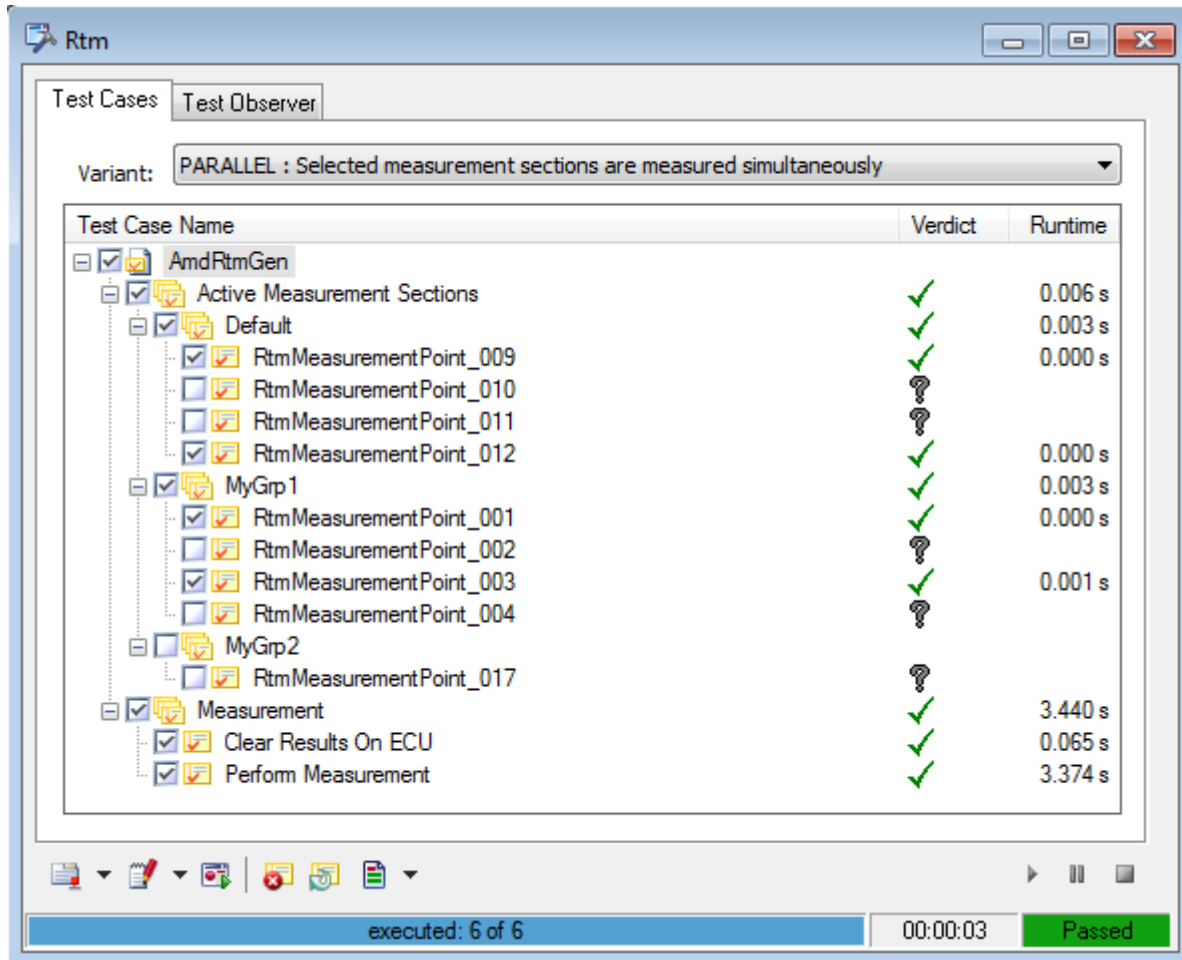 Rtm
Test Cases Test Observer
Variant: PARALLEL : Selected measurement sections are measured simultaneously
Test Case Name Verdict Runtime
AmdRtmGen
Active Measurement Sections 0.006 s
Default 0.003 s
RtmMeasurementPoint_009 0.000 s
RtmMeasurementPoint_010
RtmMeasurementPoint_011
RtmMeasurementPoint_012 0.000 s
MyGrp1 0.003 s
RtmMeasurementPoint_001 0.000 s
RtmMeasurementPoint_002
RtmMeasurementPoint_003 0.001 s
RtmMeasurementPoint_004
MyGrp2
RtmMeasurementPoint_017
Measurement 3.440 s
Clear Results On ECU 0.065 s
Perform Measurement 3.374 s
executed: 6 of 6 00:00:03 Passed